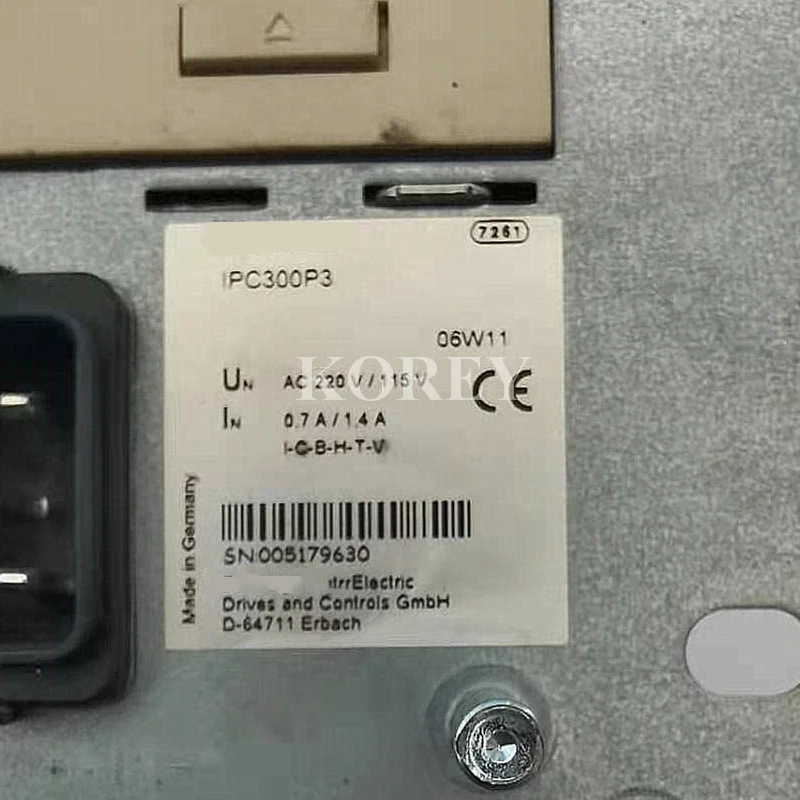 7261
IPC300P3
06W11
UN AC 220 V / 115 V
CE
IN 0.7 A / 1.4 A
I-C-B-H-T-V
Made in Germany
SN:005179630
Electric
Drives and Controls GmbH
D-64711 Erbach
KOREY